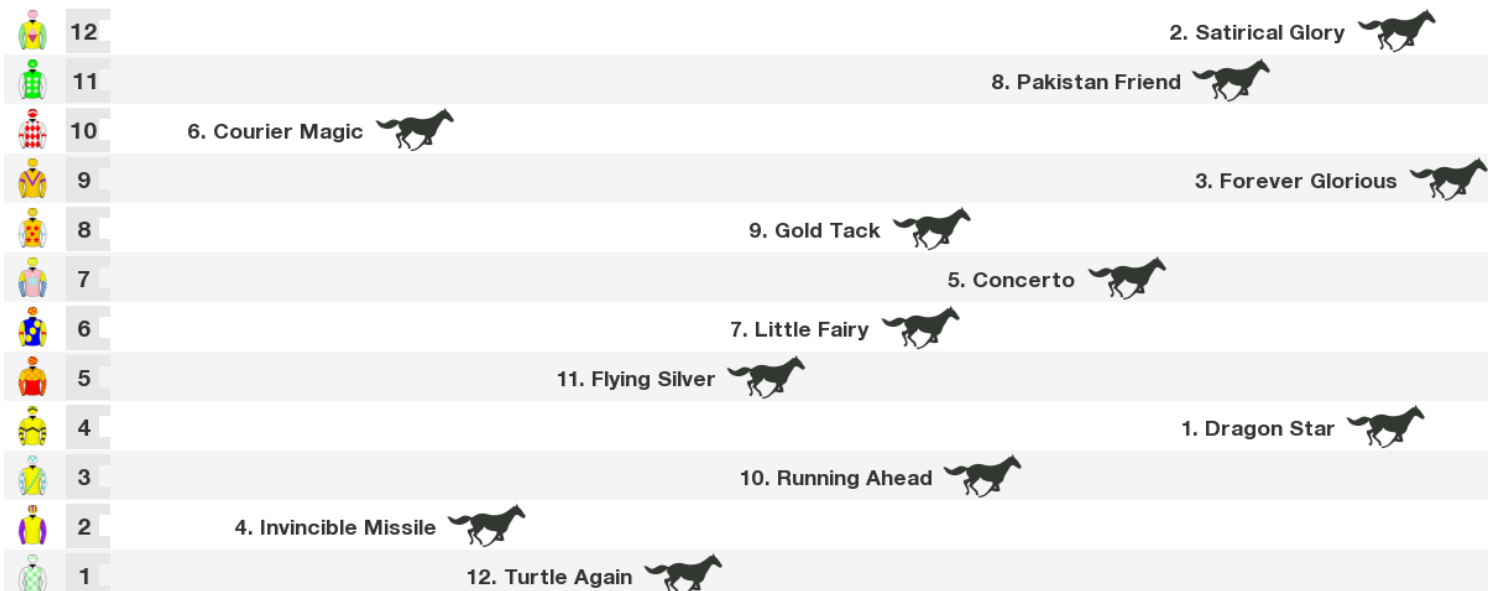 12 2. Satirical Glory
11 8. Pakistan Friend
10 6. Courier Magic
9 3. Forever Glorious
8 9. Gold Tack
7 5. Concerto
6 7. Little Fairy
5 11. Flying Silver
4 1. Dragon Star
3 10. Running Ahead
2 4. Invincible Missile
1 12. Turtle Again